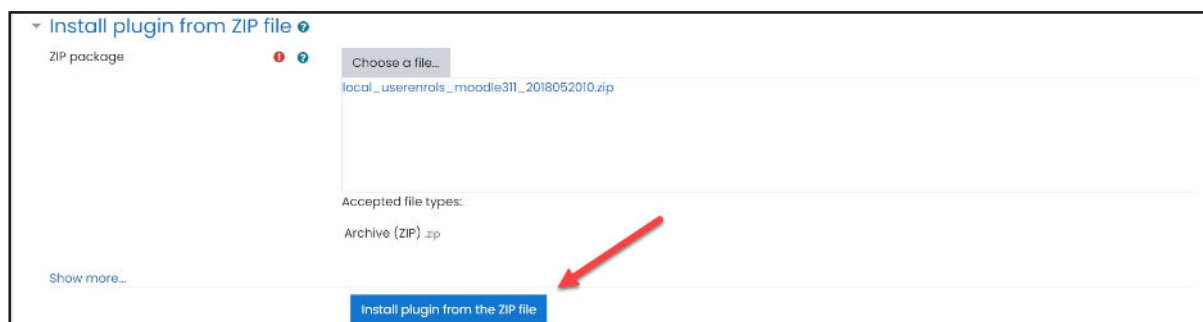 Install plugin from ZIP file
ZIP package
Choose a file...
local_userenrols_moodle311_2018052010.zip
Accepted file types:
Archive (ZIP) .zip
Show more...
Install plugin from the ZIP file